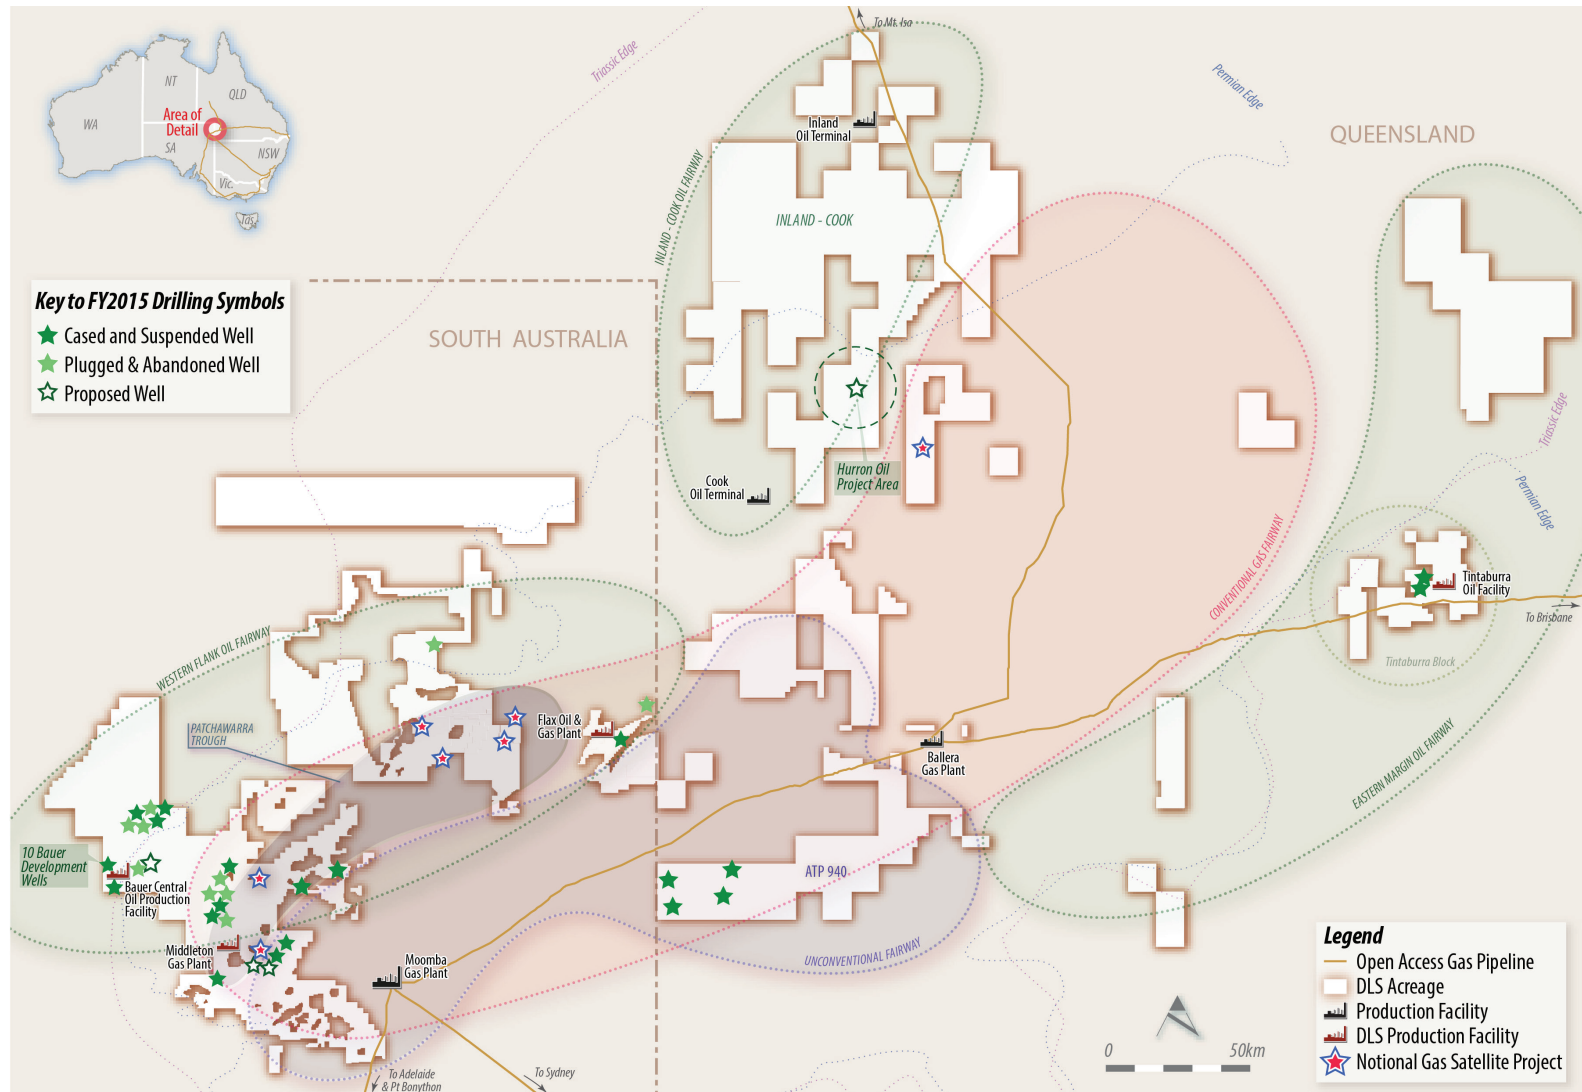 To Mt. Isa
Triassic Edge
Permian Edge
NT
QLD
WA
Area of
Detail
SA
NSW
Vic.
Tas.
Inland
Oil Terminal
QUEENSLAND
INLAND - COOK OIL FAIRWAY
INLAND - COOK
Key to FY2015 Drilling Symbols
Cased and Suspended Well
Plugged & Abandoned Well
Proposed Well
SOUTH AUSTRALIA
Hurron Oil
Project Area
Cook
Oil Terminal
Triassic Edge
Permian Edge
CONVENTIONAL GAS FAIRWAY
Tintaburra
Oil Facility
To Brisbane
Tintaburra Block
WESTERN FLANK OIL FAIRWAY
PATCHAWARRA
TROUGH
Flax Oil &
Gas Plant
Ballera
Gas Plant
EASTERN MARGIN OIL FAIRWAY
10 Bauer
Development
Wells
Bauer Central
Oil Production
Facility
ATP 940
Middleton
Gas Plant
Moomba
Gas Plant
UNCONVENTIONAL FAIRWAY
To Adelaide
& Pt Bonython
To Sydney
0
50km
Legend
Open Access Gas Pipeline
DLS Acreage
Production Facility
DLS Production Facility
Notional Gas Satellite Project